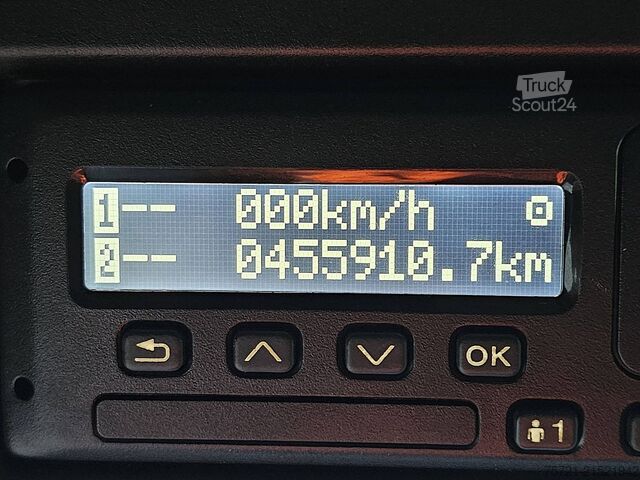 Truck
Scout24
1-- 000km/h
2-- 0455910.7km
OK
1